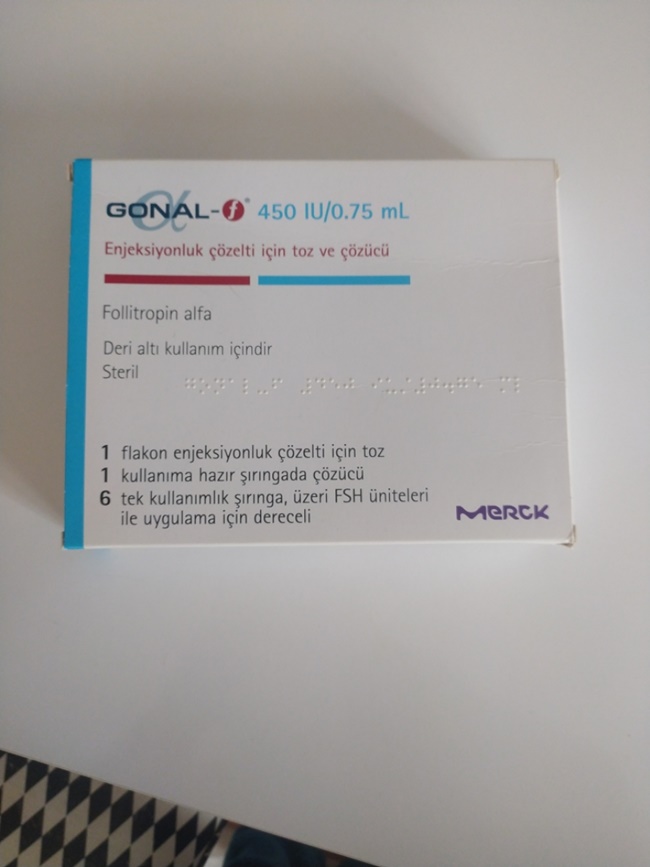 GONAL-f® 450 IU/0.75 mL
Enjeksiyonluk çözelti için toz ve çözücü
Follitropin alfa
Deri altı kullanım içindir
Steril
1 flakon enjeksiyonluk çözelti için toz
1 kullanıma hazır şırıngada çözücü
6 tek kullanımlık şırınga, üzeri FSH üniteleri
ile uygulama için dereceli
MERCK